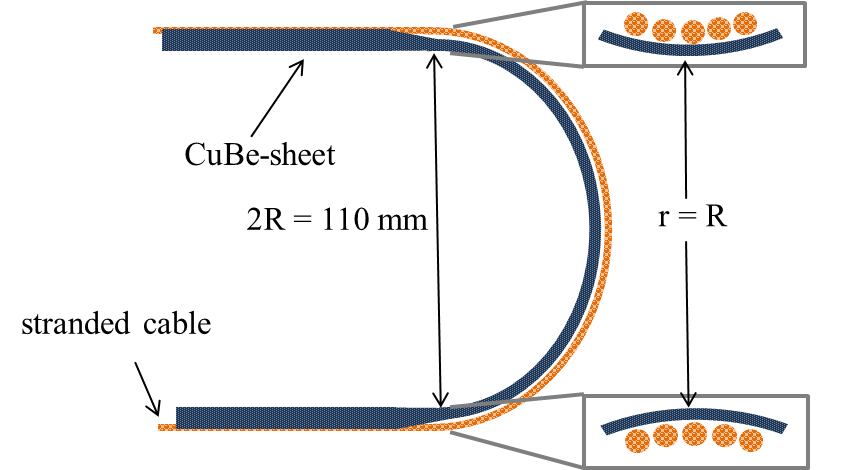 CuBe-sheet
2R = 110 mm
r = R
stranded cable